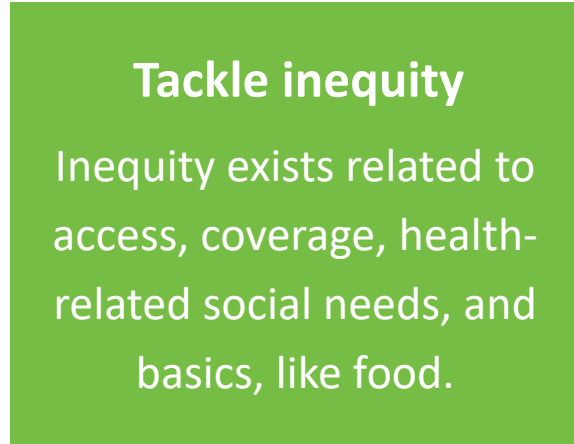 Tackle inequity
Inequity exists related to
access, coverage, health-
related social needs, and
basics, like food.